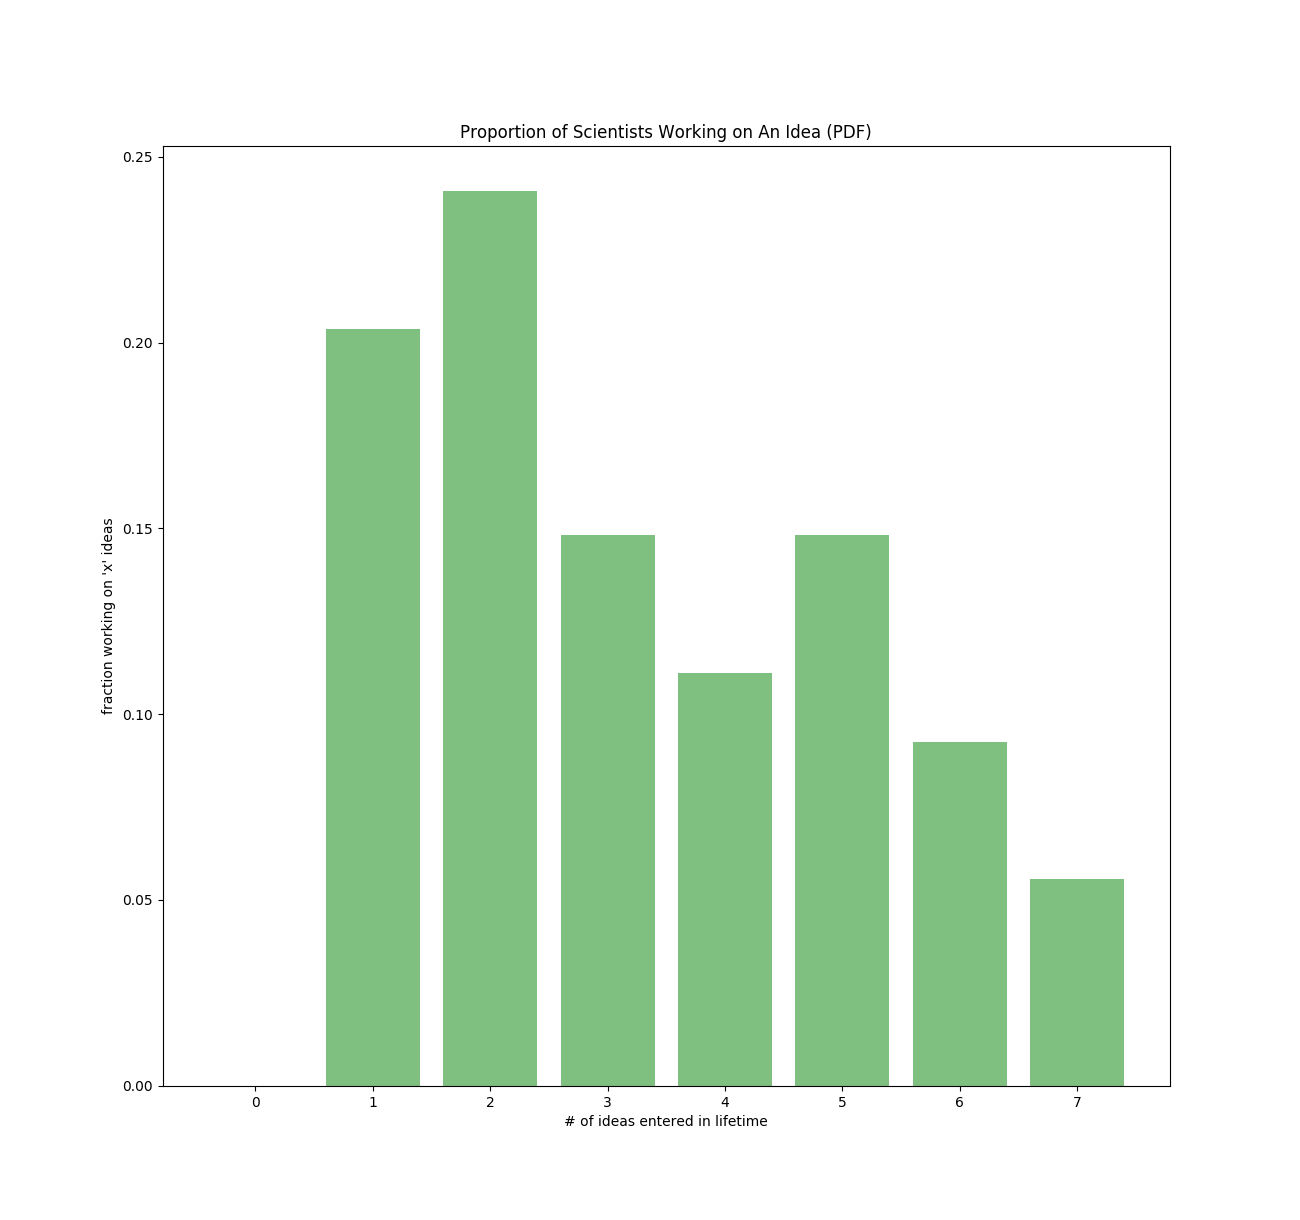 Proportion of Scientists Working on An Idea (PDF)
0.25
0.20
0.15
0.10
0.05
0.00
fraction working on 'x' ideas
0 1 2 3 4 5 6 7
# of ideas entered in lifetime